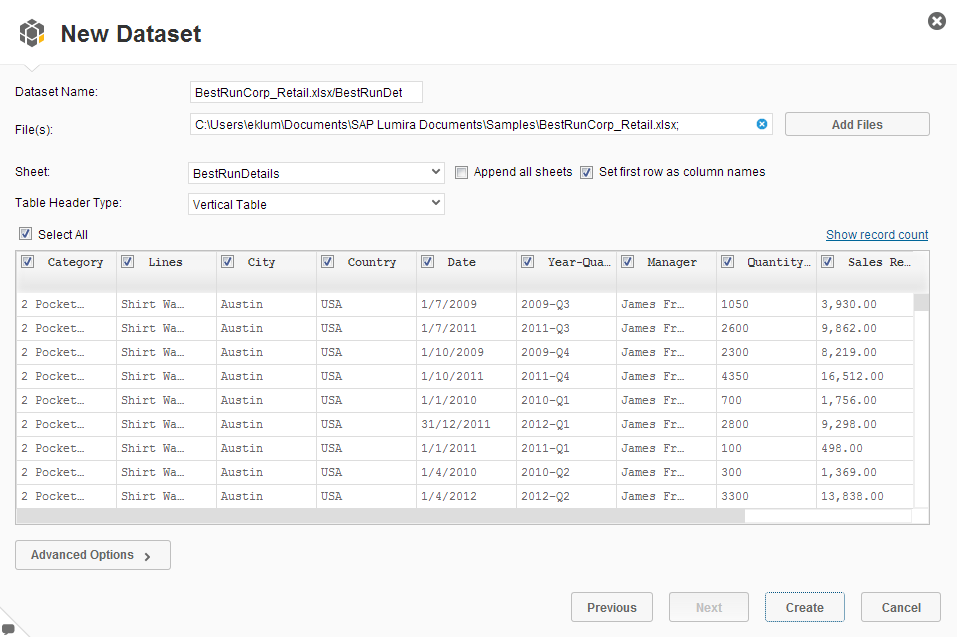 New Dataset
Dataset Name: BestRunCorp_Retail.xlsx/BestRunDet
File(s): C:\Users\eklum\Documents\SAP Lumira Documents\Samples\BestRunCorp_Retail.xlsx; Add Files
Sheet: BestRunDetails Append all sheets Set first row as column names
Table Header Type: Vertical Table
Select All Show record count
Category Lines City Country Date Year-Qua... Manager Quantity... Sales Re...
2 Pocket... Shirt Wa... Austin USA 1/7/2009 2009-Q3 James Fr... 1050 3,930.00
2 Pocket... Shirt Wa... Austin USA 1/7/2011 2011-Q3 James Fr... 2600 9,862.00
2 Pocket... Shirt Wa... Austin USA 1/10/2009 2009-Q4 James Fr... 2300 8,219.00
2 Pocket... Shirt Wa... Austin USA 1/10/2011 2011-Q4 James Fr... 4350 16,512.00
2 Pocket... Shirt Wa... Austin USA 1/1/2010 2010-Q1 James Fr... 700 1,756.00
2 Pocket... Shirt Wa... Austin USA 31/12/2011 2012-Q1 James Fr... 2800 9,298.00
2 Pocket... Shirt Wa... Austin USA 1/1/2011 2011-Q1 James Fr... 100 498.00
2 Pocket... Shirt Wa... Austin USA 1/4/2010 2010-Q2 James Fr... 300 1,369.00
2 Pocket... Shirt Wa... Austin USA 1/4/2012 2012-Q2 James Fr... 3300 13,838.00
Advanced Options
Previous Next Create Cancel